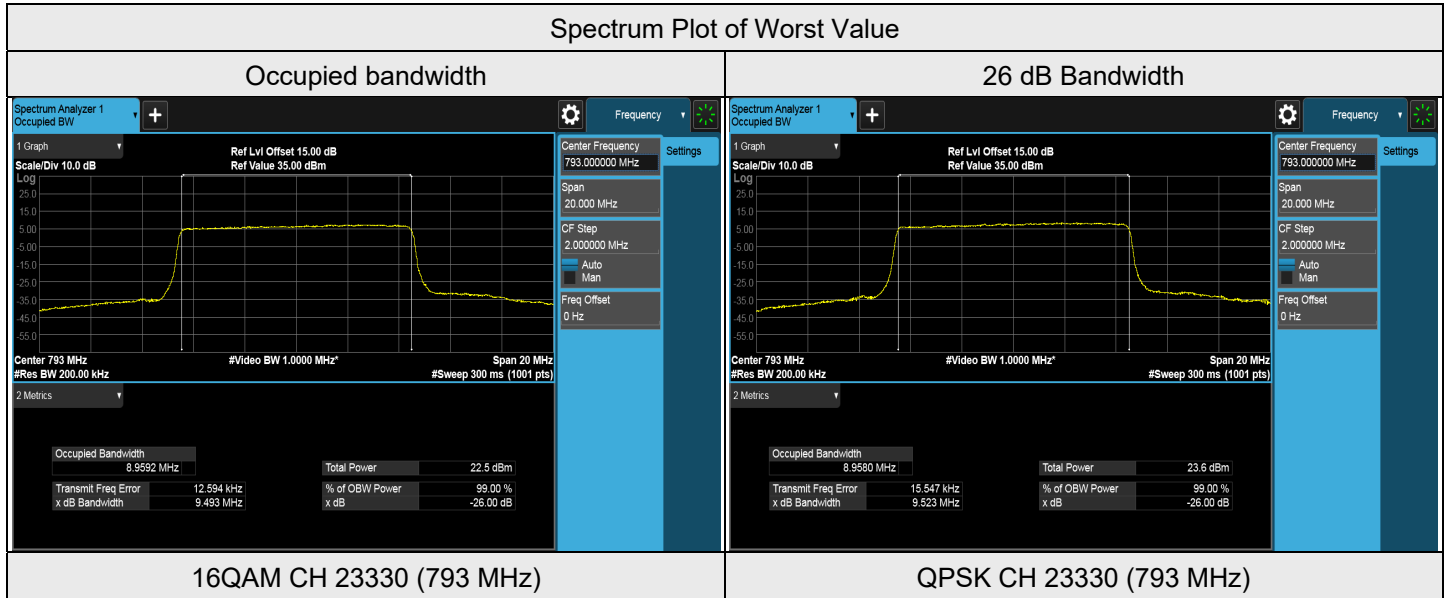 Spectrum Plot of Worst Value
Occupied bandwidth
26 dB Bandwidth
Spectrum Analyzer 1
Occupied BW
+
Frequency
1 Graph
Ref Lvl Offset 15.00 dB
Scale/Div 10.0 dB
Ref Value 35.00 dBm
Log
25.0
15.0
5.00
-5.00
-15.0
-25.0
-35.0
-45.0
-55.0
Center 793 MHz
#Video BW 1.0000 MHz*
Span 20 MHz
#Res BW 200.00 kHz
#Sweep 300 ms (1001 pts)
Center Frequency
793.000000 MHz
Settings
Span
20.000 MHz
CF Step
2.000000 MHz
Auto
Man
Freq Offset
0 Hz
2 Metrics
Occupied Bandwidth
8.9592 MHz
Total Power 22.5 dBm
Transmit Freq Error 12.594 kHz
% of OBW Power 99.00 %
x dB Bandwidth 9.493 MHz
x dB -26.00 dB
Spectrum Analyzer 1
Occupied BW
+
Frequency
1 Graph
Ref Lvl Offset 15.00 dB
Scale/Div 10.0 dB
Ref Value 35.00 dBm
Log
25.0
15.0
5.00
-5.00
-15.0
-25.0
-35.0
-45.0
-55.0
Center 793 MHz
#Video BW 1.0000 MHz*
Span 20 MHz
#Res BW 200.00 kHz
#Sweep 300 ms (1001 pts)
Center Frequency
793.000000 MHz
Settings
Span
20.000 MHz
CF Step
2.000000 MHz
Auto
Man
Freq Offset
0 Hz
2 Metrics
Occupied Bandwidth
8.9580 MHz
Total Power 23.6 dBm
Transmit Freq Error 15.547 kHz
% of OBW Power 99.00 %
x dB Bandwidth 9.523 MHz
x dB -26.00 dB
16QAM CH 23330 (793 MHz)
QPSK CH 23330 (793 MHz)